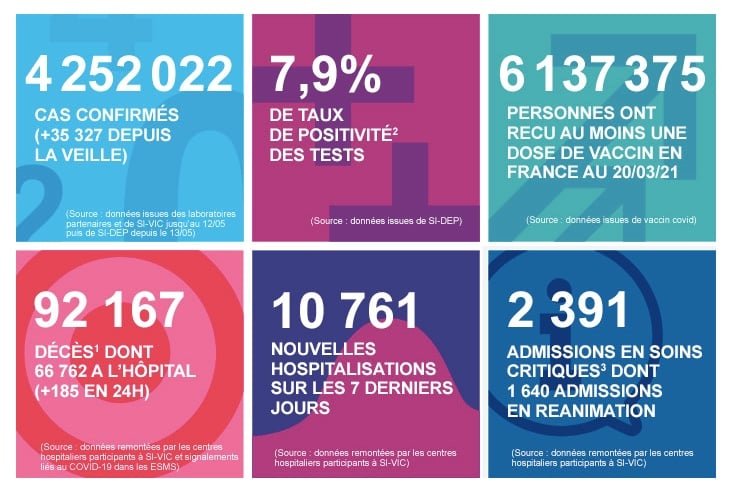 4 252 022
CAS CONFIRMÉS
(+35 327 DEPUIS
LA VEILLE)
(Source : données issues des laboratoires
partenaires et de SI-VIC jusqu'au 12/05
puis de SI-DEP depuis le 13/05)
7,9%
DE TAUX
DE POSITIVITÉ²
DES TESTS
(Source : données issues de SI-DEP)
6 137 375
PERSONNES ONT
RECU AU MOINS UNE
DOSE DE VACCIN EN
FRANCE AU 20/03/21
(Source : données issues de vaccin covid)
92 167
DÉCÈS¹ DONT
66 762 A L'HÔPITAL
(+185 EN 24H)
(Source : données remontées par les centres
hospitaliers participants à SI-VIC et signalements
liés au COVID-19 dans les ESMS)
10 761
NOUVELLES
HOSPITALISATIONS
SUR LES 7 DERNIERS
JOURS
(Source : données remontées par les centres
hospitaliers participants à SI-VIC)
2 391
ADMISSIONS EN SOINS
CRITIQUES³ DONT
1 640 ADMISSIONS
EN REANIMATION
(Source : données remontées par les centres
hospitaliers participants à SI-VIC)